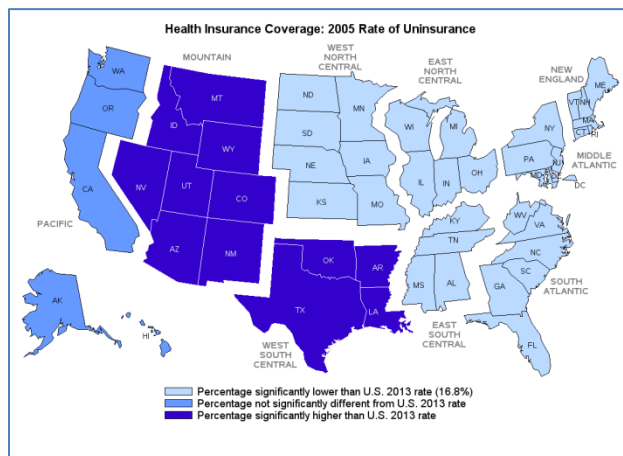 Health Insurance Coverage: 2005 Rate of Uninsurance
MOUNTAIN
WEST
NORTH
CENTRAL
EAST
NORTH
CENTRAL
NEW
ENGLAND
MIDDLE
ATLANTIC
PACIFIC
WEST
SOUTH
CENTRAL
EAST
SOUTH
CENTRAL
SOUTH
ATLANTIC
WA
OR
CA
AK
HI
MT
ID
WY
NV
UT
CO
AZ
NM
ND
SD
NE
KS
MN
IA
MO
WI
MI
IL
IN
OH
ME
VT
NH
MA
CT
RI
NY
PA
NJ
MD
DC
KY
TN
MS
AL
WV
VA
NC
SC
GA
FL
OK
AR
TX
LA
Percentage significantly lower than U.S. 2013 rate (16.8%)
Percentage not significantly different from U.S. 2013 rate
Percentage significantly higher than U.S. 2013 rate